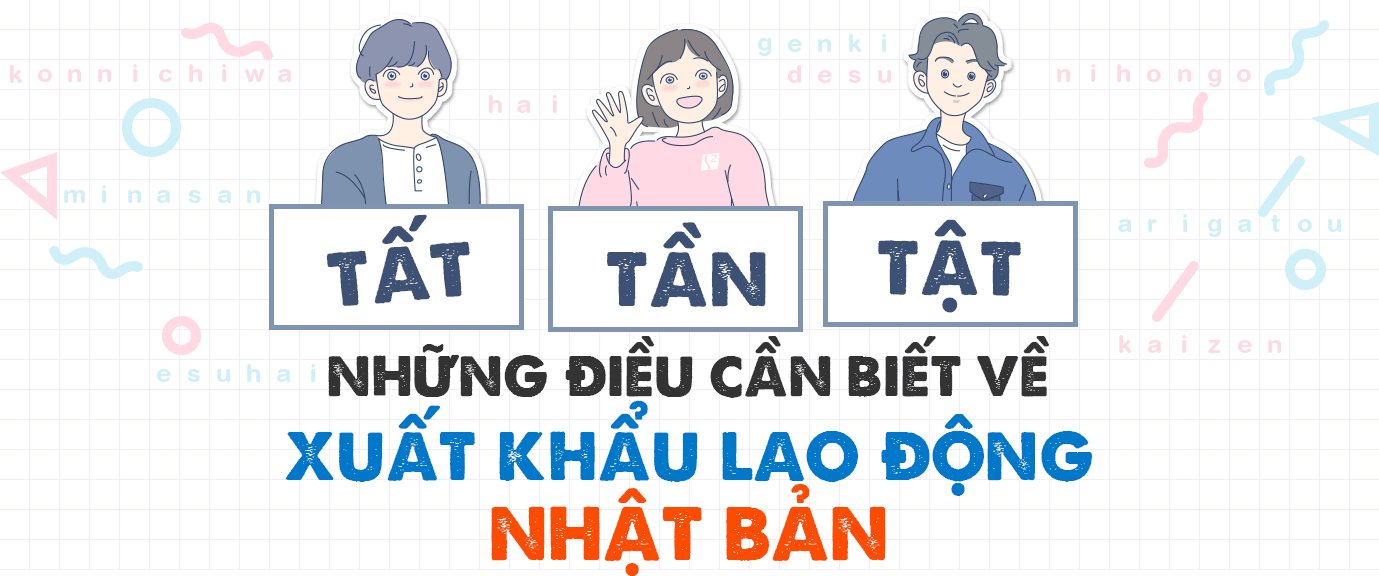 genki
konnichiwa
desu
nihongo
hai
minasan
arigatou
TẤT
TẦN
TẬT
kaizen
esuhai
NHỮNG ĐIỀU CẦN BIẾT VỀ
XUẤT KHẨU LAO ĐỘNG
NHẬT BẢN